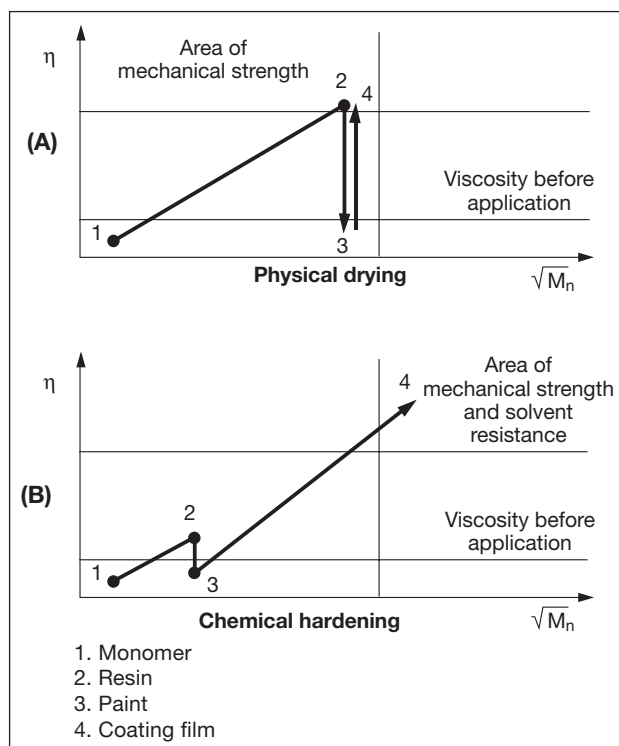 η
Area of
mechanical strength
2
4
(A)
Viscosity before
application
1
3
Physical drying
√Mn
η
4
Area of
mechanical strength
and solvent
resistance
(B)
2
Viscosity before
application
1
3
Chemical hardening
√Mn
1. Monomer
2. Resin
3. Paint
4. Coating film